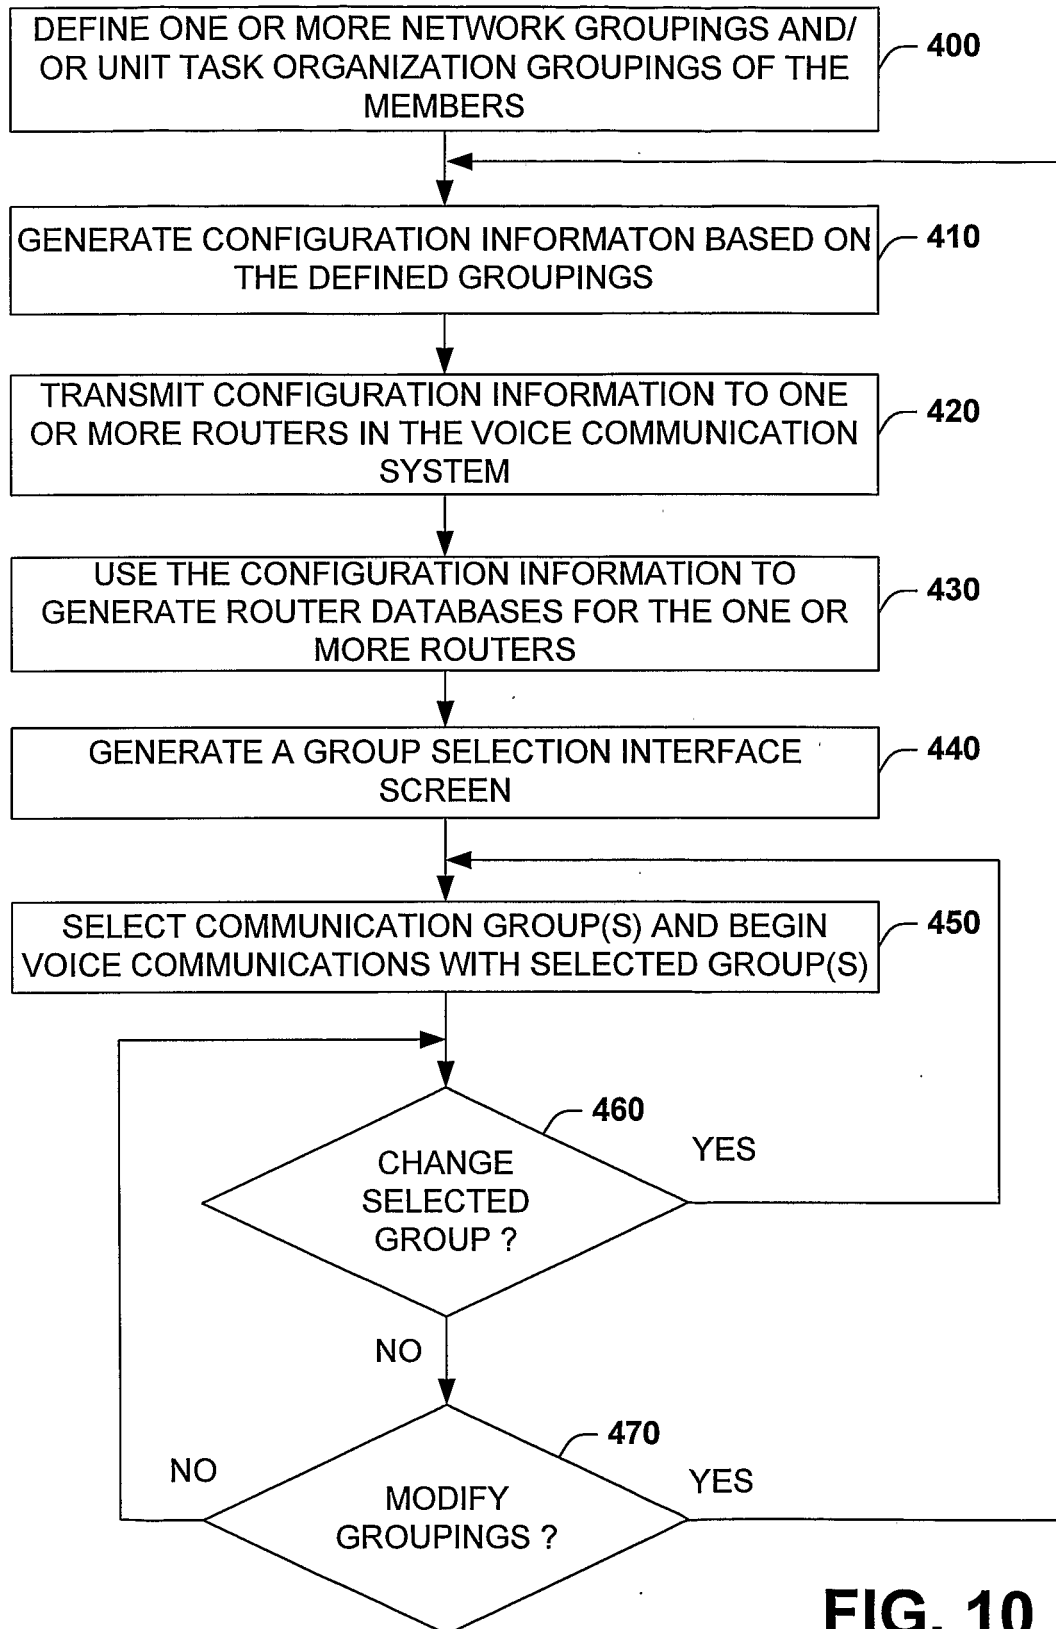 DEFINE ONE OR MORE NETWORK GROUPINGS AND/
OR UNIT TASK ORGANIZATION GROUPINGS OF THE
MEMBERS
400
GENERATE CONFIGURATION INFORMATON BASED ON
THE DEFINED GROUPINGS
410
TRANSMIT CONFIGURATION INFORMATION TO ONE
OR MORE ROUTERS IN THE VOICE COMMUNICATION
SYSTEM
420
USE THE CONFIGURATION INFORMATION TO
GENERATE ROUTER DATABASES FOR THE ONE OR
MORE ROUTERS
430
GENERATE A GROUP SELECTION INTERFACE
SCREEN
440
SELECT COMMUNICATION GROUP(S) AND BEGIN
VOICE COMMUNICATIONS WITH SELECTED GROUP(S)
450
460
CHANGE
SELECTED
GROUP ?
YES
NO
470
MODIFY
GROUPINGS ?
NO
YES
FIG. 10